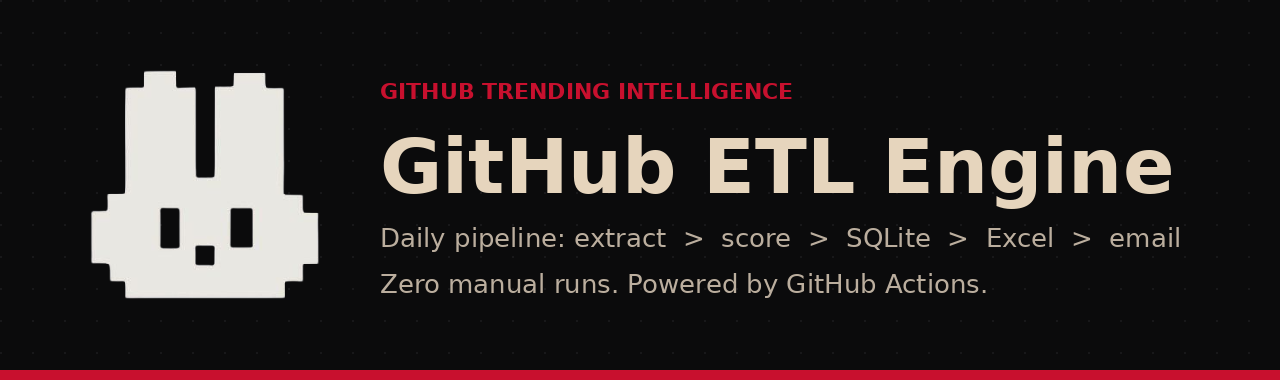 GITHUB TRENDING INTELLIGENCE
GitHub ETL Engine
Daily pipeline: extract > score > SQLite > Excel > email
Zero manual runs. Powered by GitHub Actions.